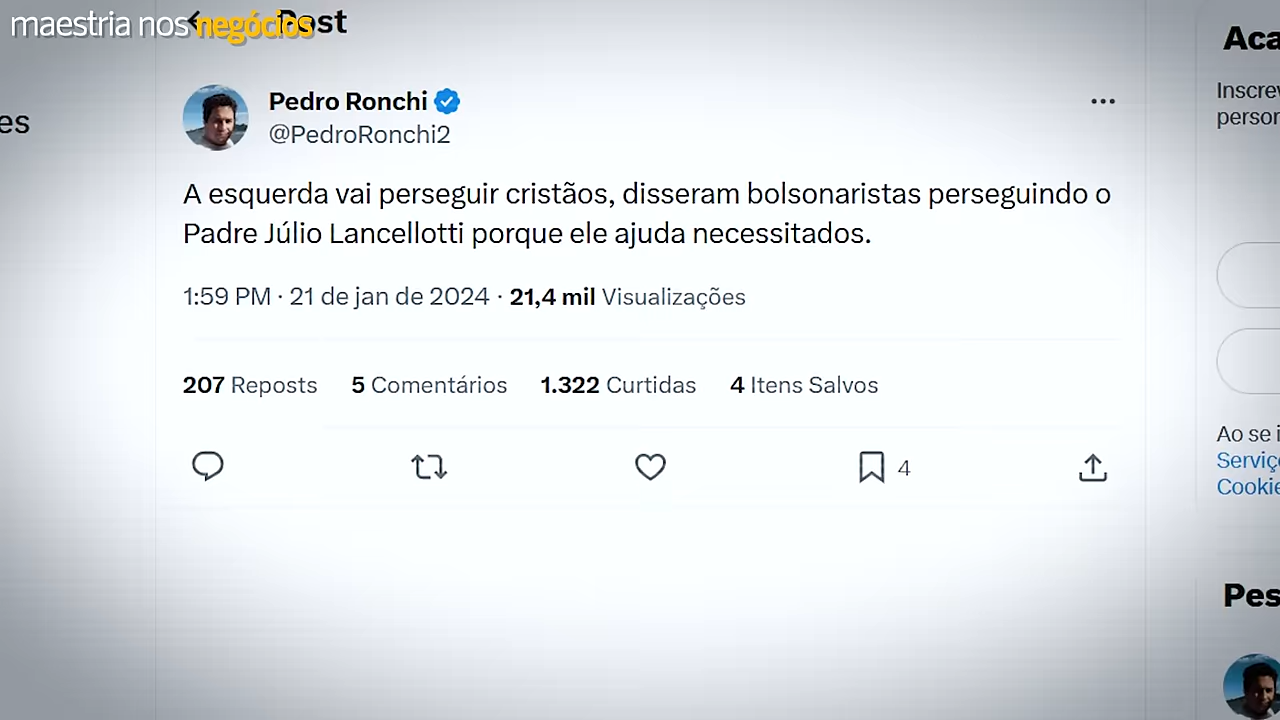 maestria nos negócios
Post
Pedro Ronchi
@PedroRonchi2
A esquerda vai perseguir cristãos, disseram bolsonaristas perseguindo o
Padre Júlio Lancellotti porque ele ajuda necessitados.
1:59 PM · 21 de jan de 2024 · 21,4 mil Visualizações
207 Reposts 5 Comentários 1.322 Curtidas 4 Itens Salvos
4
es
Aca
Inscrev
person
Ao se i
Serviço
Cookie
Pes